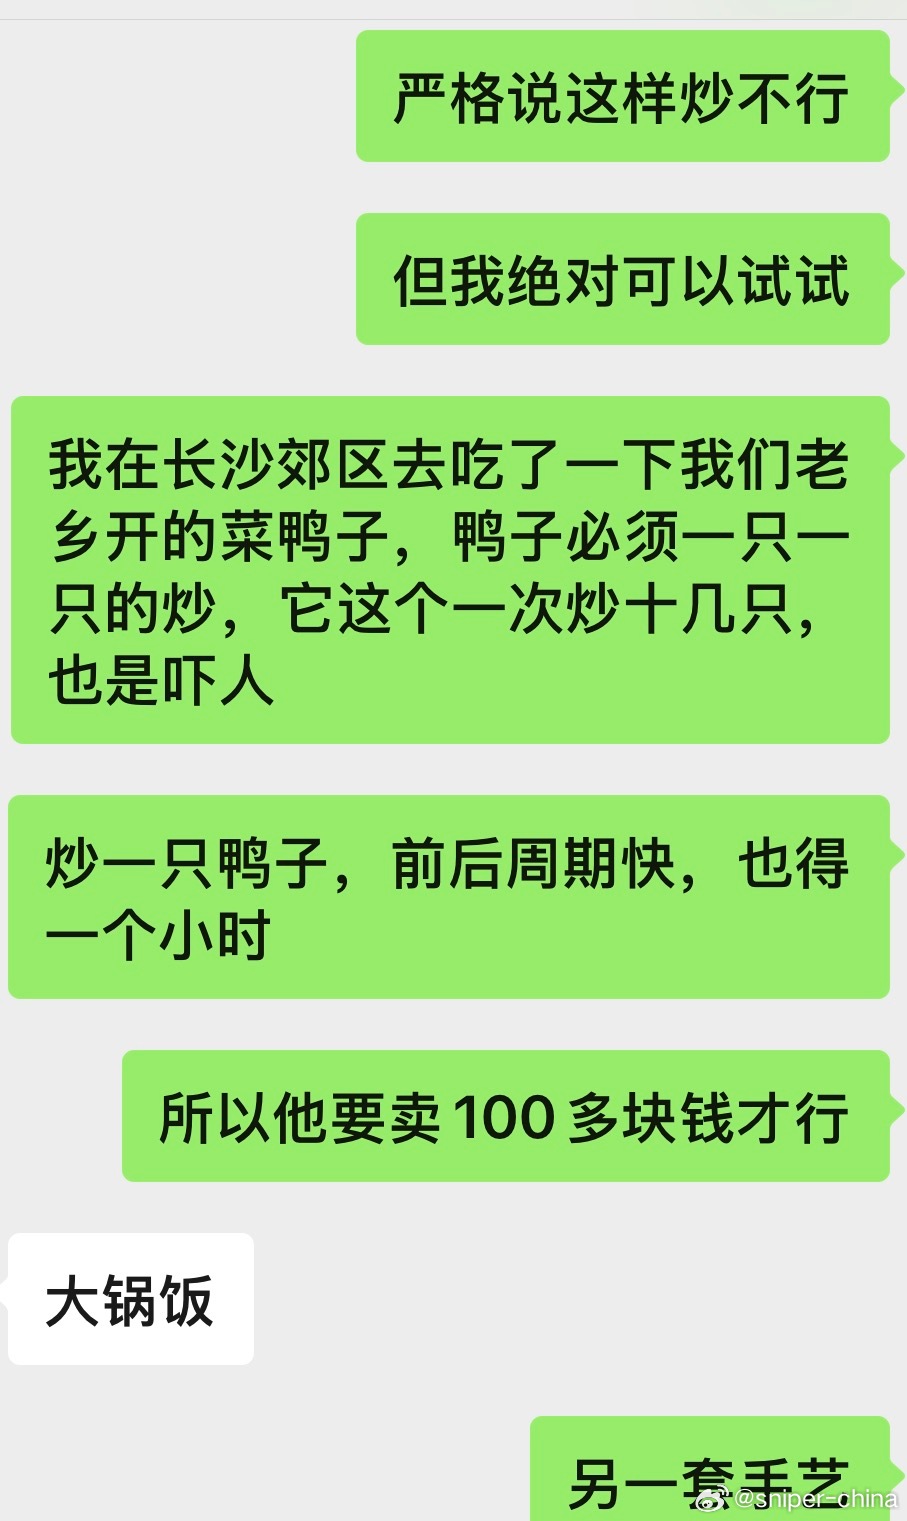 严格说这样炒不行
但我绝对可以试试
我在长沙郊区去吃了一下我们老
乡开的菜鸭子，鸭子必须一只一
只的炒，它这个一次炒十几只，
也是吓人
炒一只鸭子，前后周期快，也得
一个小时
所以他要卖100多块钱才行
大锅饭
另一套手艺
@sniper-china